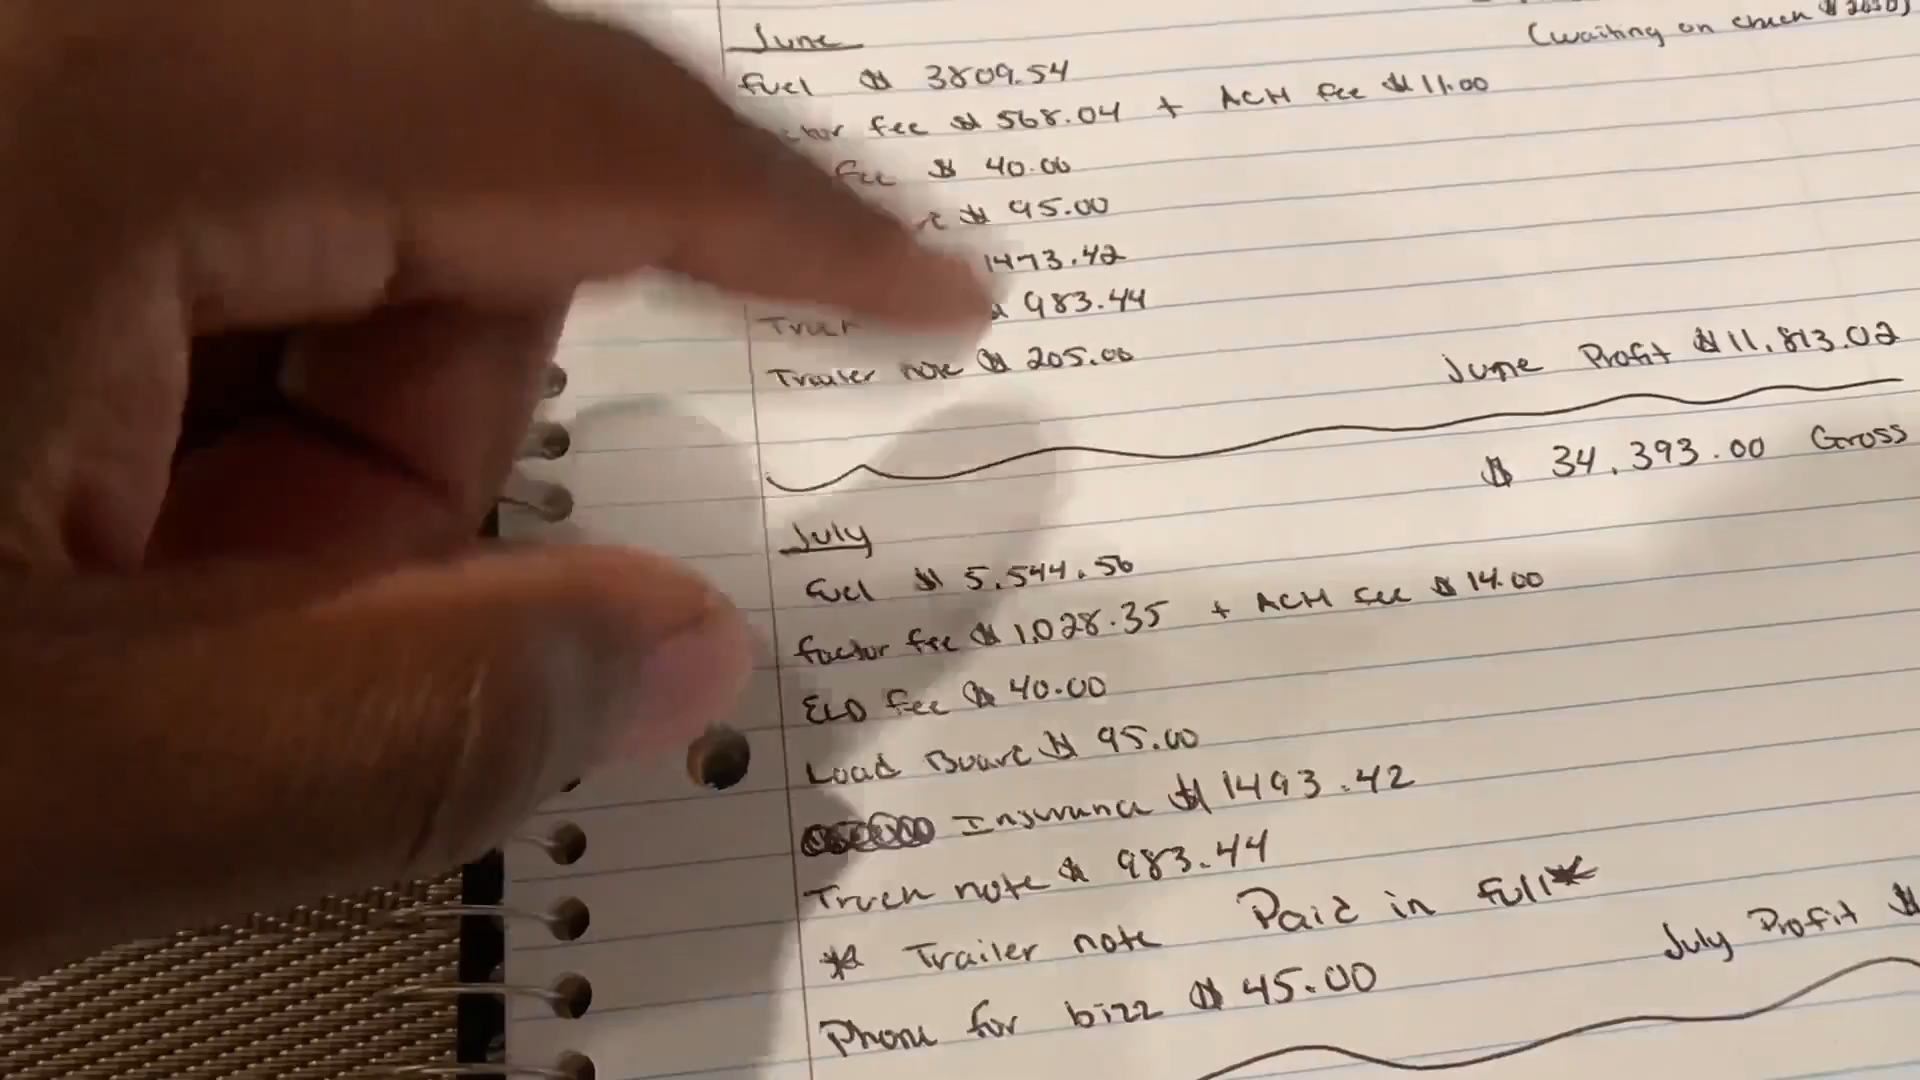 June
(waiting on check $
Fuel $ 3809.54
fee $ 568.04 + ACH fee $ 11.00
Fee $ 40.00
$ 95.00
1473.42
983.44
Trailer note $ 205.00
June Profit $ 11,813.02
$ 34,393.00 Gross
July
Fuel $ 5,544.56
factor fee $ 1,028.35 + ACH fee $ 14.00
ELD Fee $ 40.00
Load Board $ 95.00
Insurance $ 1493.42
Truck note $ 983.44
* Trailer note Paid in full*
July Profit $
Phone for bizz $ 45.00